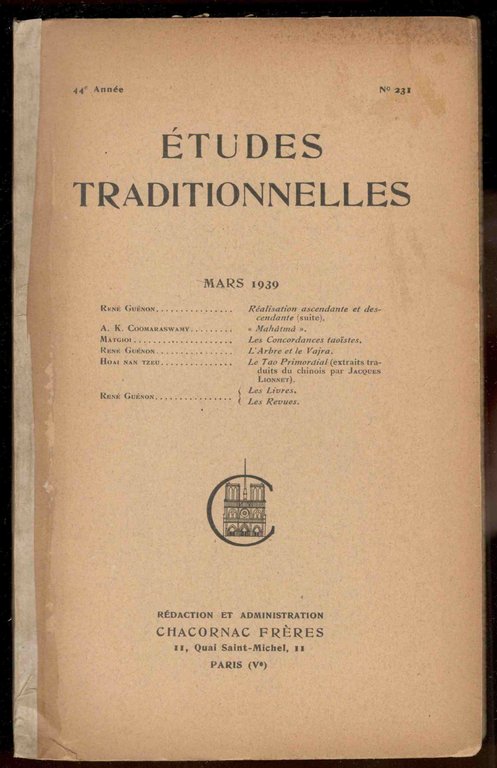 44e Année
No 231
ÉTUDES
TRADITIONNELLES
MARS 1939
René Guénon................ Réalisation ascendante et des-
cendante (suite).
A. K. Coomaraswamy......... « Mahâtmâ ».
Matgioi..................... Les Concordances taoïstes.
René Guénon................ L'Arbre et le Vajra.
Hoai nan tzeu.............. Le Tao Primordial (extraits tra-
duits du chinois par Jacques
Lionnet).
René Guénon................ { Les Livres.
Les Revues.
C
RÉDACTION ET ADMINISTRATION
CHACORNAC FRÈRES
11, Quai Saint-Michel, 11
PARIS (Ve)